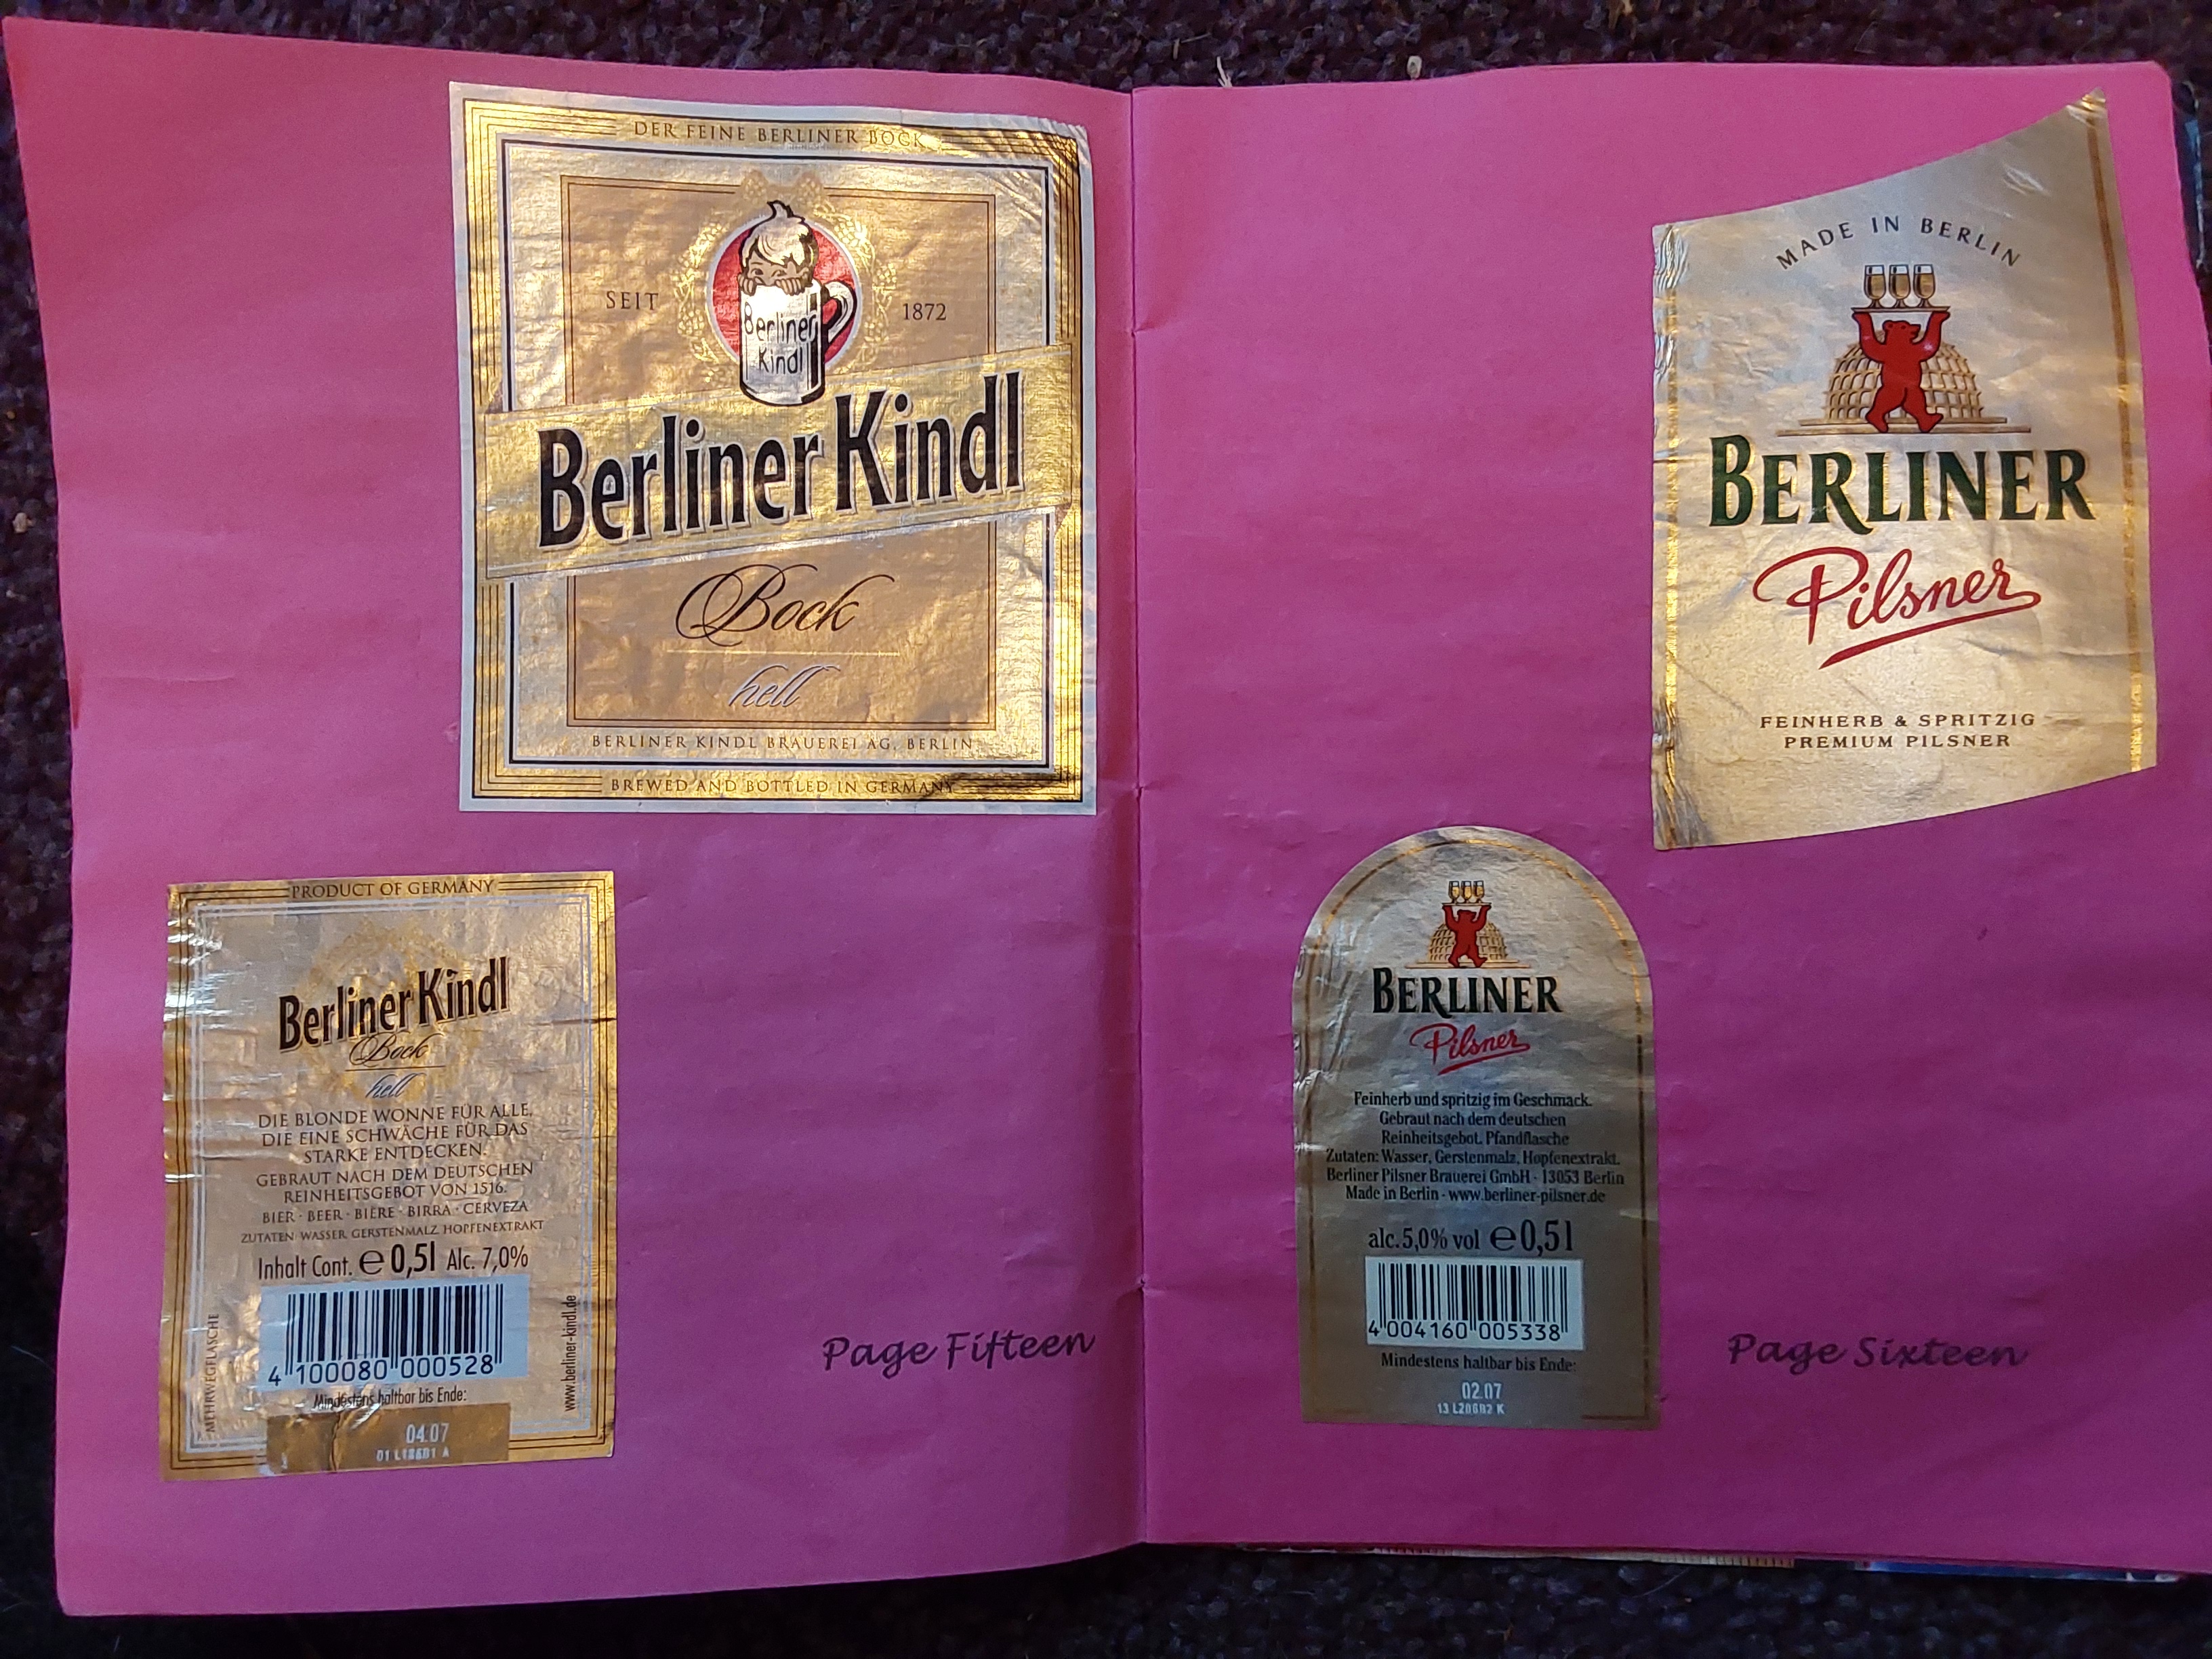 DER FEINE BERLINER BOCK
SEIT 1872
Berliner
Kindl
Berliner Kindl
Bock
hell
BERLINER KINDL BRAUEREI AG, BERLIN
BREWED AND BOTTLED IN GERMANY
PRODUCT OF GERMANY
Berliner Kindl
Bock
hell
DIE BLONDE WONNE FÜR ALLE,
DIE EINE SCHWÄCHE FÜR DAS
STARKE ENTDECKEN.
GEBRAUT NACH DEM DEUTSCHEN
REINHEITSGEBOT VON 1516.
BIER · BEER · BIÈRE · BIRRA · CERVEZA
ZUTATEN: WASSER, GERSTENMALZ, HOPFENEXTRAKT
Inhalt Cont. e 0,5l Alc. 7,0%
MEHRWEGFLASCHE
www.berliner-kindl.de
4 100080 000528
Mindestens haltbar bis Ende:
04.07
Page Fifteen
MADE IN BERLIN
BERLINER
Pilsner
FEINHERB & SPRITZIG
PREMIUM PILSNER
BERLINER
Pilsner
Feinherb und spritzig im Geschmack.
Gebraut nach dem deutschen
Reinheitsgebot. Pfandflasche
Zutaten: Wasser, Gerstenmalz, Hopfenextrakt.
Berliner Pilsner Brauerei GmbH · 13053 Berlin
Made in Berlin · www.berliner-pilsner.de
alc. 5,0% vol e 0,5l
4 004160 005338
Mindestens haltbar bis Ende:
02.07
Page Sixteen